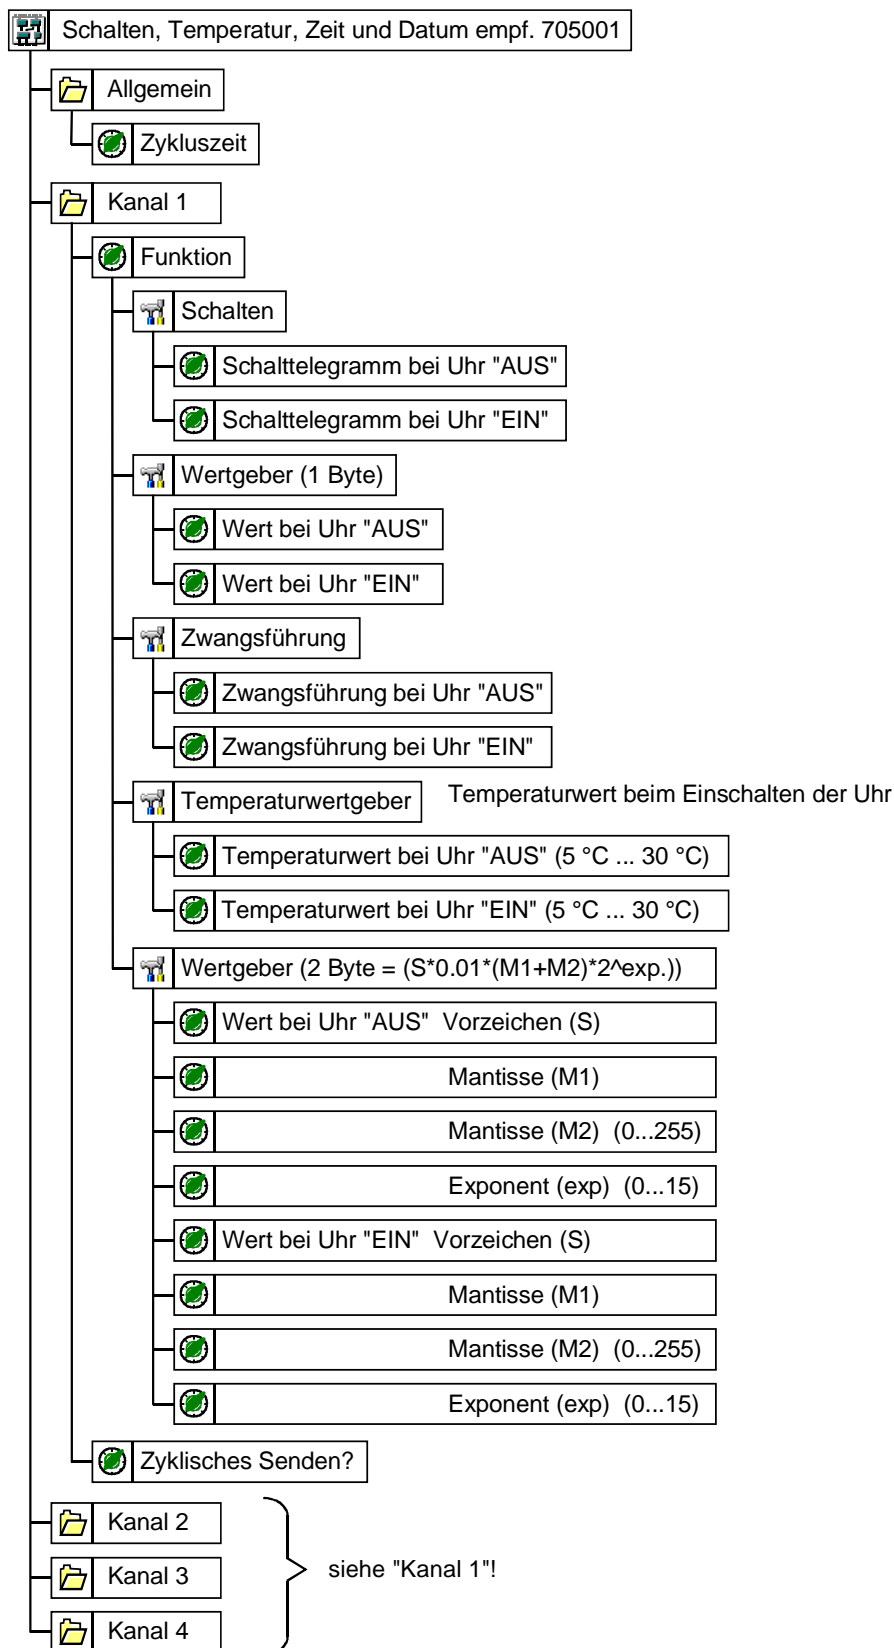 Schalten, Temperatur, Zeit und Datum empf. 705001
Allgemein
Zykluszeit
Kanal 1
Funktion
Schalten
Schalttelegramm bei Uhr "AUS"
Schalttelegramm bei Uhr "EIN"
Wertgeber (1 Byte)
Wert bei Uhr "AUS"
Wert bei Uhr "EIN"
Zwangsführung
Zwangsführung bei Uhr "AUS"
Zwangsführung bei Uhr "EIN"
Temperaturwertgeber Temperaturwert beim Einschalten der Uhr
Temperaturwert bei Uhr "AUS" (5 °C ... 30 °C)
Temperaturwert bei Uhr "EIN" (5 °C ... 30 °C)
Wertgeber (2 Byte = (S*0.01*(M1+M2)*2^exp.))
Wert bei Uhr "AUS" Vorzeichen (S)
Mantisse (M1)
Mantisse (M2) (0...255)
Exponent (exp) (0...15)
Wert bei Uhr "EIN" Vorzeichen (S)
Mantisse (M1)
Mantisse (M2) (0...255)
Exponent (exp) (0...15)
Zyklisches Senden?
Kanal 2
Kanal 3 siehe "Kanal 1"!
Kanal 4